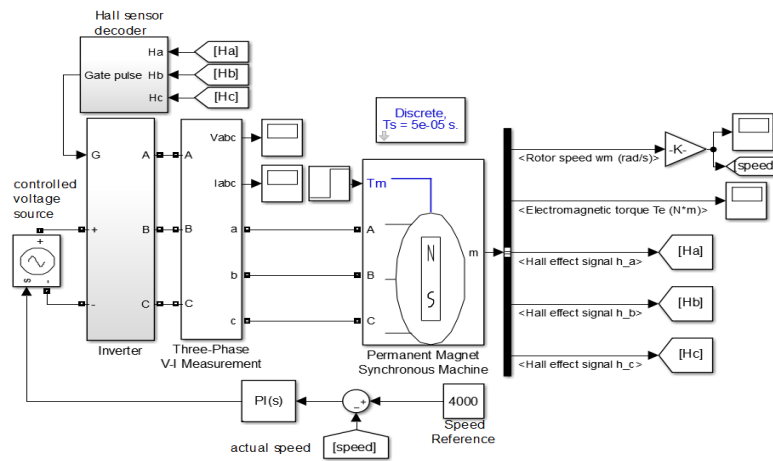 Hall sensor
decoder
Gate pulse
Ha
Hb
Hc
[Ha]
[Hb]
[Hc]
Discrete,
Ts = 5e-05 s.
G
A
B
C
+
-
Inverter
controlled
voltage
source
+
-
s
A
B
C
Vabc
Iabc
a
b
c
Three-Phase
V-I Measurement
Tm
A
B
C
N
S
m
Permanent Magnet
Synchronous Machine
<Rotor speed wm (rad/s)>
-K-
speed
<Electromagnetic torque Te (N*m)>
<Hall effect signal h_a>
[Ha]
<Hall effect signal h_b>
[Hb]
<Hall effect signal h_c>
[Hc]
PI(s)
+
-
4000
Speed
Reference
actual speed
[speed]